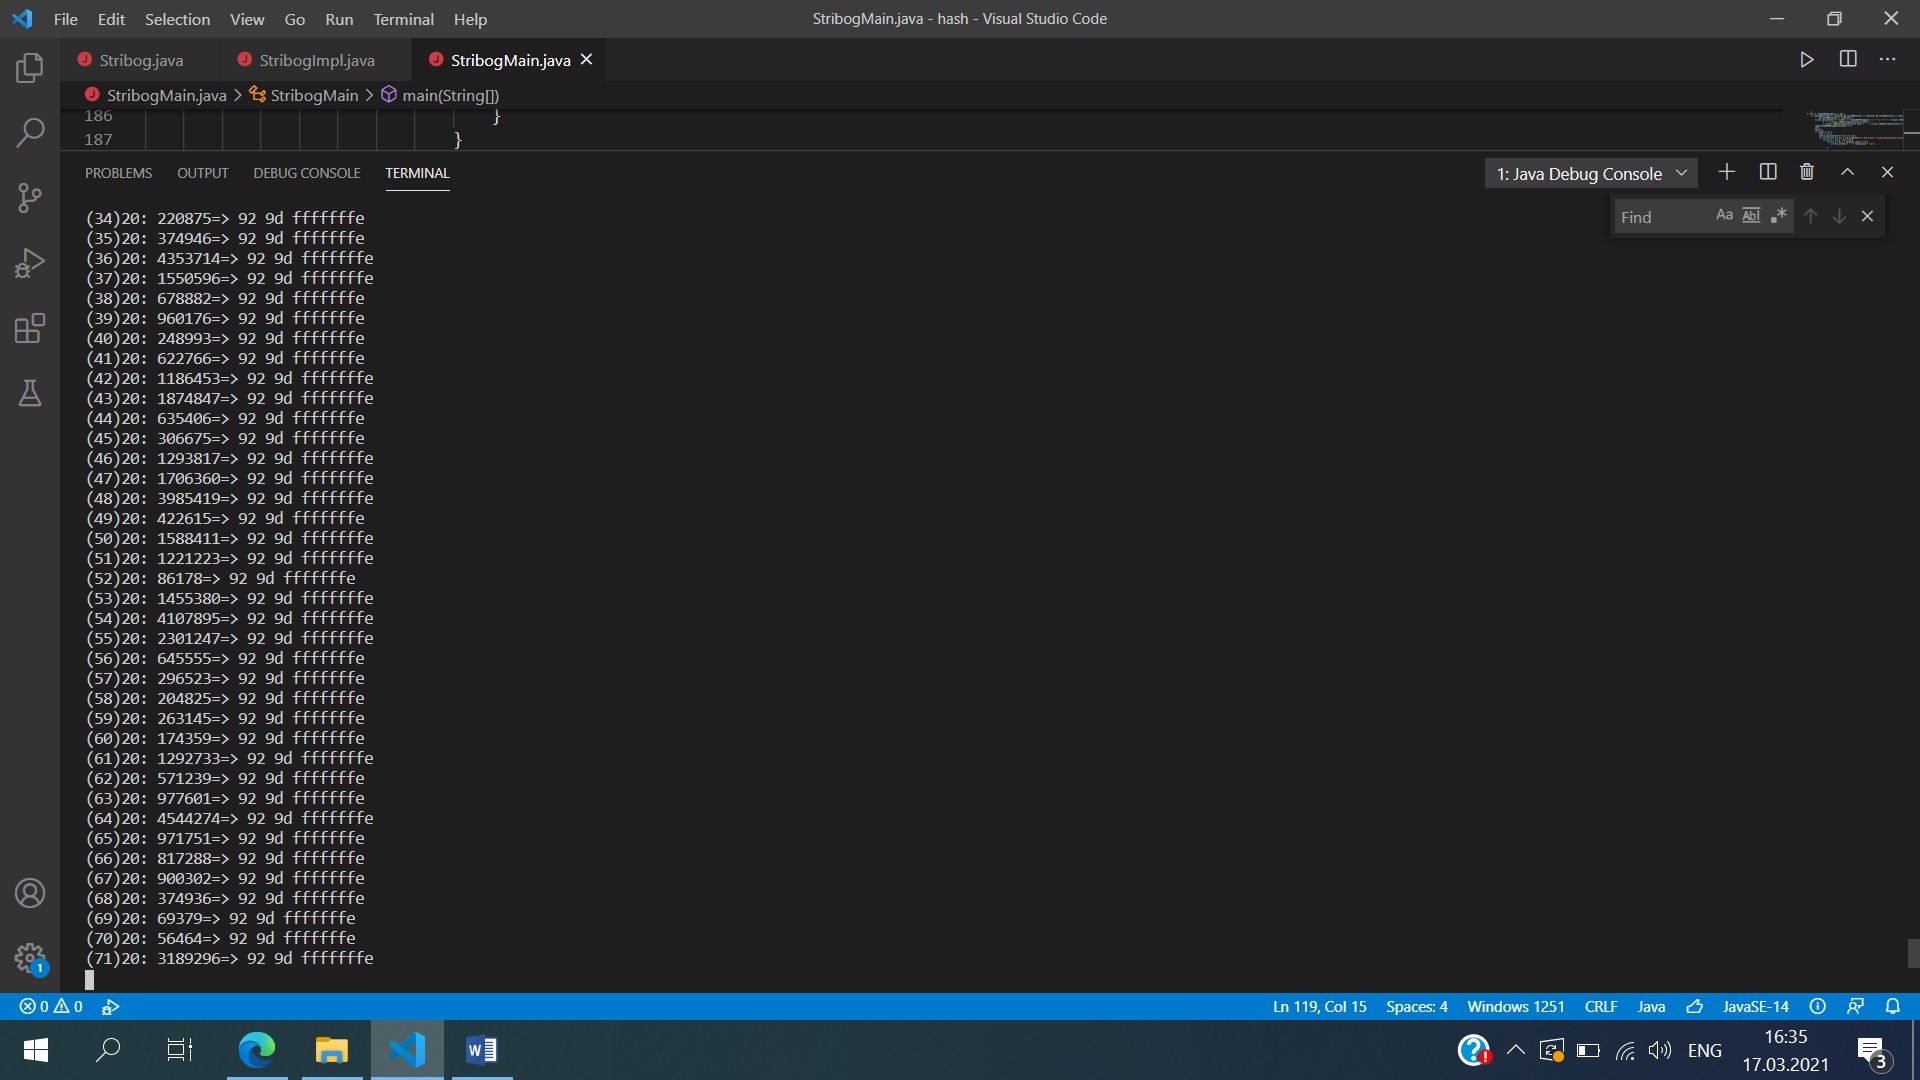 File Edit Selection View Go Run Terminal Help
StribogMain.java - hash - Visual Studio Code
Stribog.java StribogImpl.java StribogMain.java
StribogMain.java > StribogMain > main(String[])
186 }
187 }
PROBLEMS OUTPUT DEBUG CONSOLE TERMINAL
1: Java Debug Console
Find Aa Abl .*
(34)20: 220875=> 92 9d fffffffe
(35)20: 374946=> 92 9d fffffffe
(36)20: 4353714=> 92 9d fffffffe
(37)20: 1550596=> 92 9d fffffffe
(38)20: 678882=> 92 9d fffffffe
(39)20: 960176=> 92 9d fffffffe
(40)20: 248993=> 92 9d fffffffe
(41)20: 622766=> 92 9d fffffffe
(42)20: 1186453=> 92 9d fffffffe
(43)20: 1874847=> 92 9d fffffffe
(44)20: 635406=> 92 9d fffffffe
(45)20: 306675=> 92 9d fffffffe
(46)20: 1293817=> 92 9d fffffffe
(47)20: 1706360=> 92 9d fffffffe
(48)20: 3985419=> 92 9d fffffffe
(49)20: 422615=> 92 9d fffffffe
(50)20: 1588411=> 92 9d fffffffe
(51)20: 1221223=> 92 9d fffffffe
(52)20: 86178=> 92 9d fffffffe
(53)20: 1455380=> 92 9d fffffffe
(54)20: 4107895=> 92 9d fffffffe
(55)20: 2301247=> 92 9d fffffffe
(56)20: 645555=> 92 9d fffffffe
(57)20: 296523=> 92 9d fffffffe
(58)20: 204825=> 92 9d fffffffe
(59)20: 263145=> 92 9d fffffffe
(60)20: 174359=> 92 9d fffffffe
(61)20: 1292733=> 92 9d fffffffe
(62)20: 571239=> 92 9d fffffffe
(63)20: 977601=> 92 9d fffffffe
(64)20: 4544274=> 92 9d fffffffe
(65)20: 971751=> 92 9d fffffffe
(66)20: 817288=> 92 9d fffffffe
(67)20: 900302=> 92 9d fffffffe
(68)20: 374936=> 92 9d fffffffe
(69)20: 69379=> 92 9d fffffffe
(70)20: 56464=> 92 9d fffffffe
(71)20: 3189296=> 92 9d fffffffe
1
0 0 Ln 119, Col 15 Spaces: 4 Windows 1251 CRLF Java JavaSE-14
ENG 16:35
17.03.2021
3